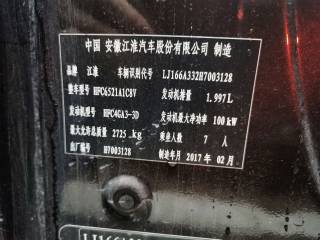 中国 安徽江淮汽车股份有限公司 制造
品牌 江淮 车辆识别代号 LJ166A332H7003128
整车型号 HFC6521A1C8V 发动机排量 1.997L
发动机型号 HFC4GA3-3D 发动机最大净功率 100 kW
最大允许总质量 2725 kg 乘坐人数 7 人
出厂编号 H7003128 制造年月 2017 年 02 月
LJ166A33